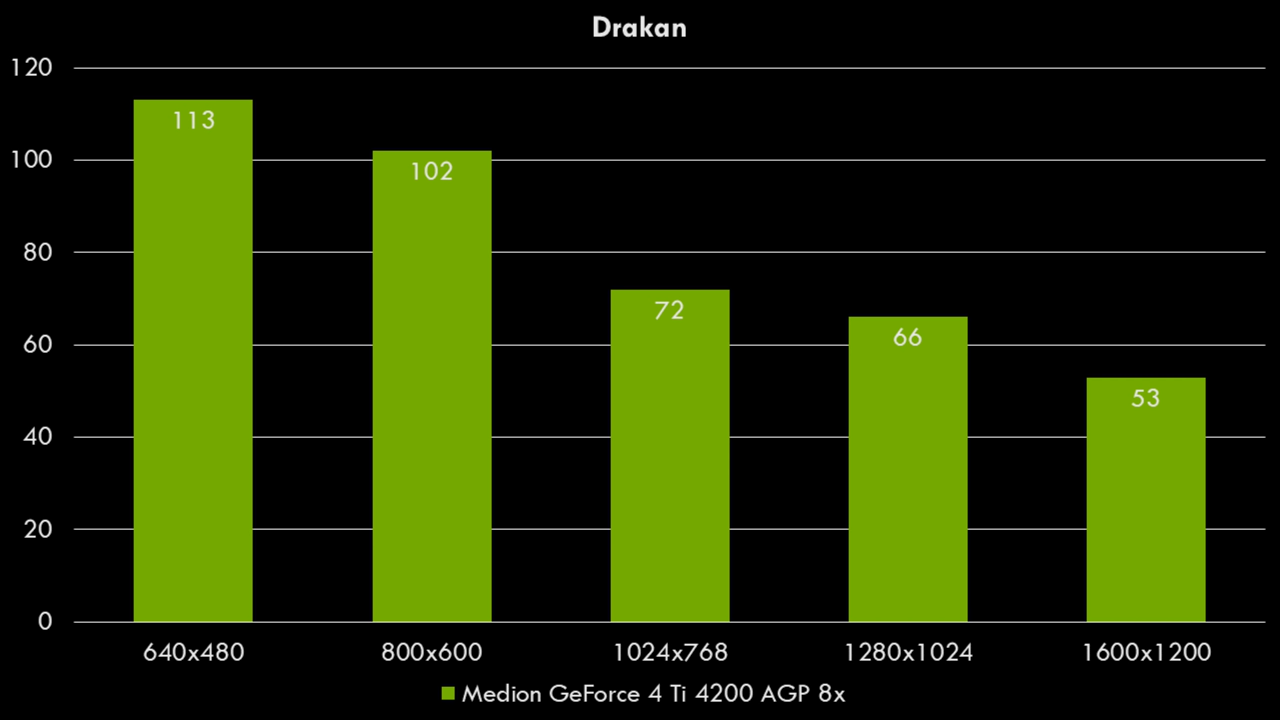 Drakan
120
100
80
60
40
20
0
113
102
72
66
53
640x480
800x600
1024x768
1280x1024
1600x1200
Medion GeForce 4 Ti 4200 AGP 8x